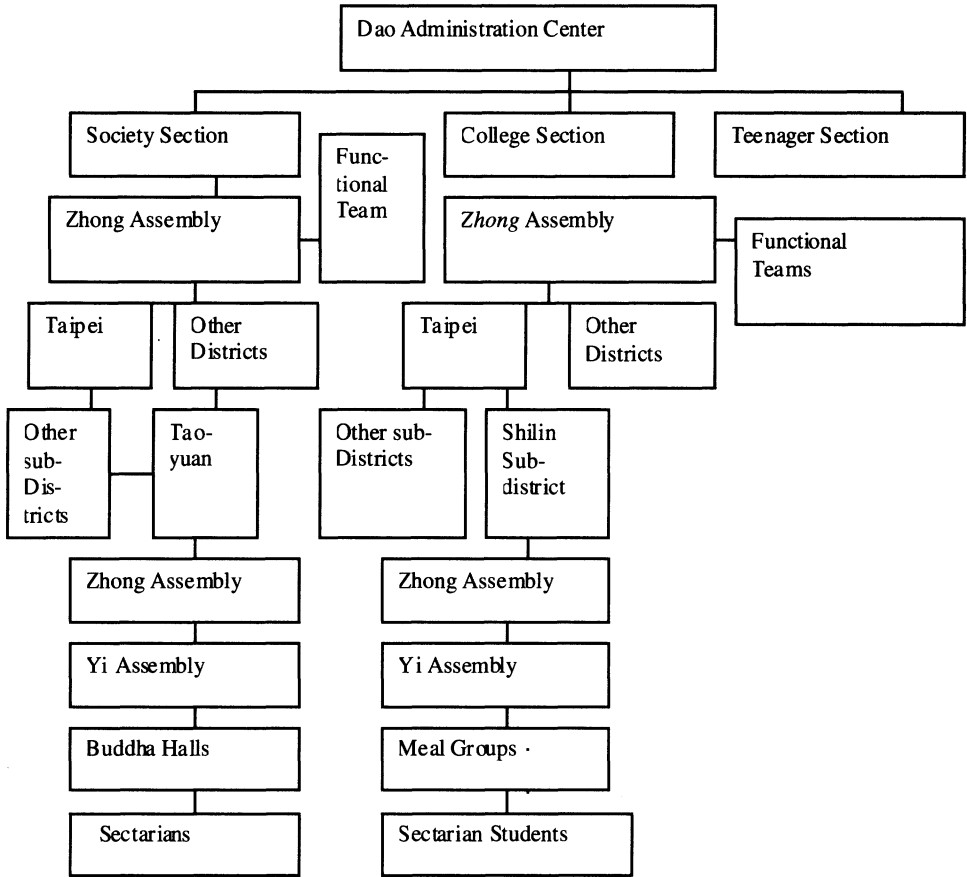 Dao Administration Center
Society Section
College Section
Teenager Section
Func-
tional
Team
Zhong Assembly
Zhong Assembly
Functional
Teams
Taipei
Other
Districts
Taipei
Other
Districts
Other
sub-
Dis-
tricts
Tao-
yuan
Other sub-
Districts
Shilin
Sub-
district
Zhong Assembly
Zhong Assembly
Yi Assembly
Yi Assembly
Buddha Halls
Meal Groups
Sectarians
Sectarian Students